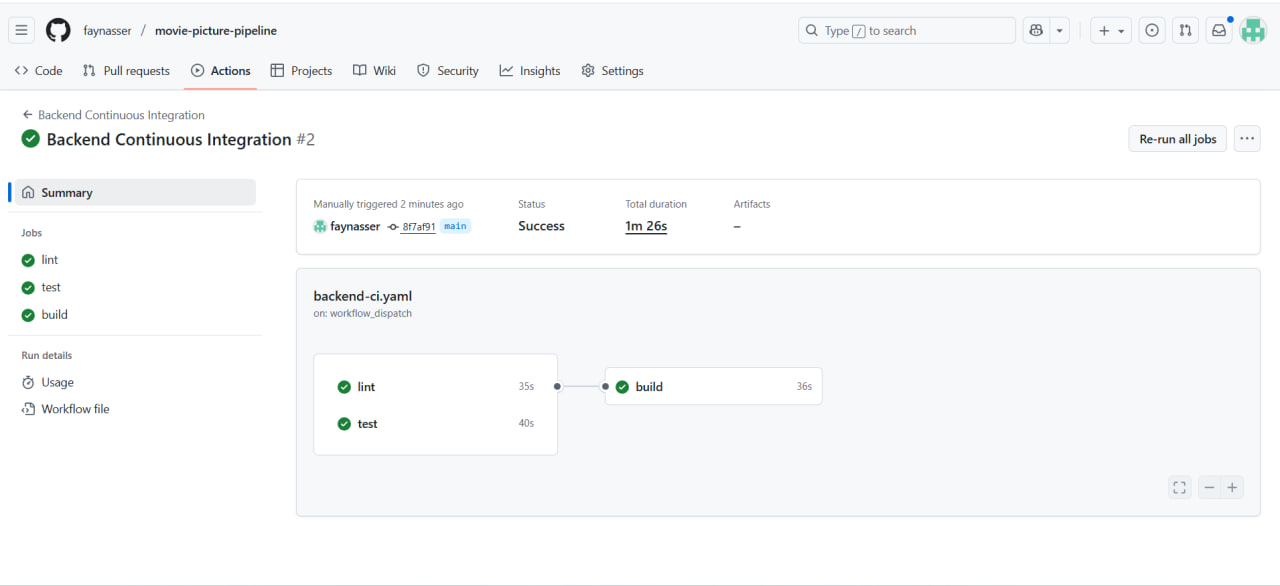 faynasser / movie-picture-pipeline
Type / to search
Code
Pull requests
Actions
Projects
Wiki
Security
Insights
Settings
Backend Continuous Integration
Backend Continuous Integration #2
Re-run all jobs
Summary
Jobs
lint
test
build
Run details
Usage
Workflow file
Manually triggered 2 minutes ago
faynasser 8f7af91 main
Status
Success
Total duration
1m 26s
Artifacts
–
backend-ci.yaml
on: workflow_dispatch
lint 35s
test 40s
build 36s